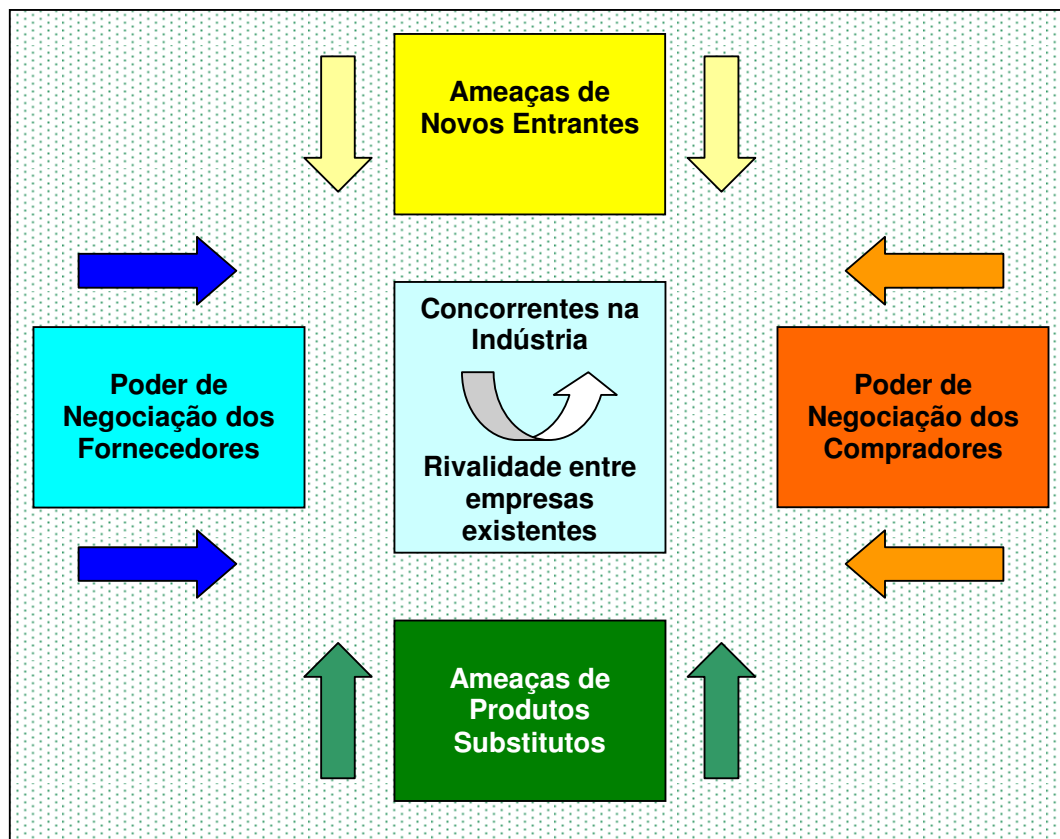 Ameaças de
Novos Entrantes
Concorrentes na
Indústria
Rivalidade entre
empresas
existentes
Poder de
Negociação dos
Fornecedores
Poder de
Negociação dos
Compradores
Ameaças de
Produtos
Substitutos